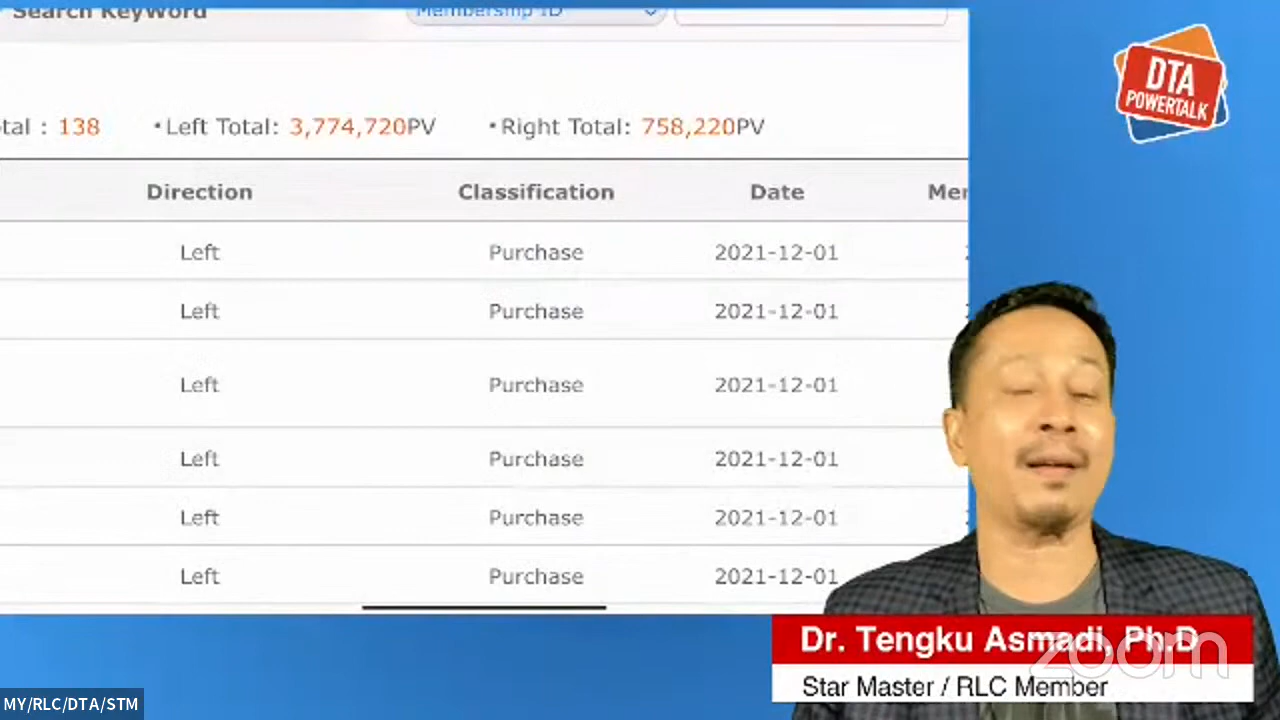 Search KeyWord
Membership ID
DTA
POWERTALK
tal : 138 •Left Total: 3,774,720PV •Right Total: 758,220PV
Direction Classification Date Mer
Left Purchase 2021-12-01
Left Purchase 2021-12-01
Left Purchase 2021-12-01
Left Purchase 2021-12-01
Left Purchase 2021-12-01
Left Purchase 2021-12-01
Dr. Tengku Asmadi, Ph.D
zoom
Star Master / RLC Member
MY/RLC/DTA/STM